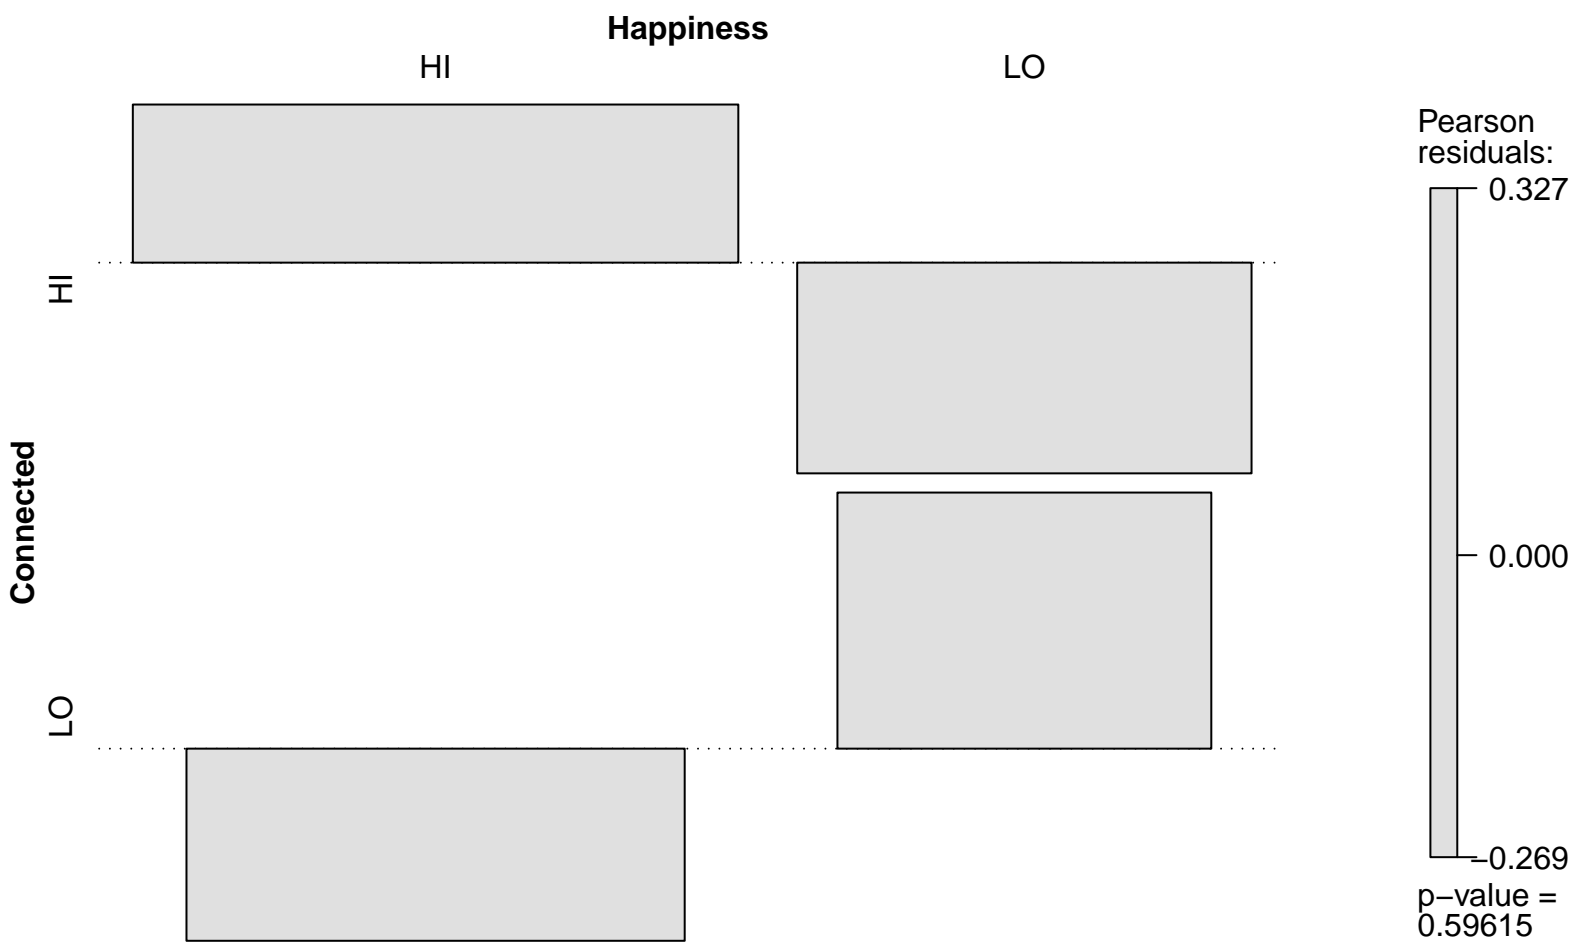 Happiness
HI
LO
Connected
HI
LO
Pearson
residuals:
0.327
0.000
−0.269
p−value =
0.59615